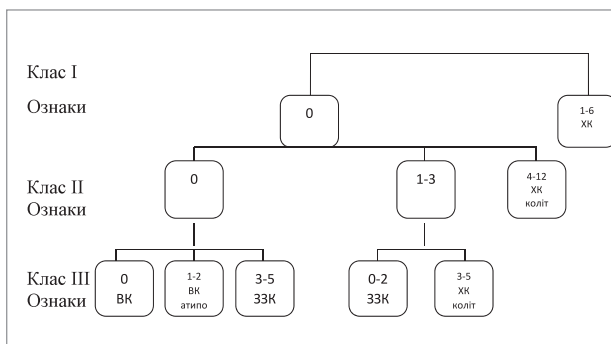 Клас I
Ознаки
0
1-6
ХК
Клас II
Ознаки
0
1-3
4-12
ХК
коліт
Клас III
Ознаки
0
ВК
1-2
ВК
атипо
3-5
ЗЗК
0-2
ЗЗК
3-5
ХК
коліт